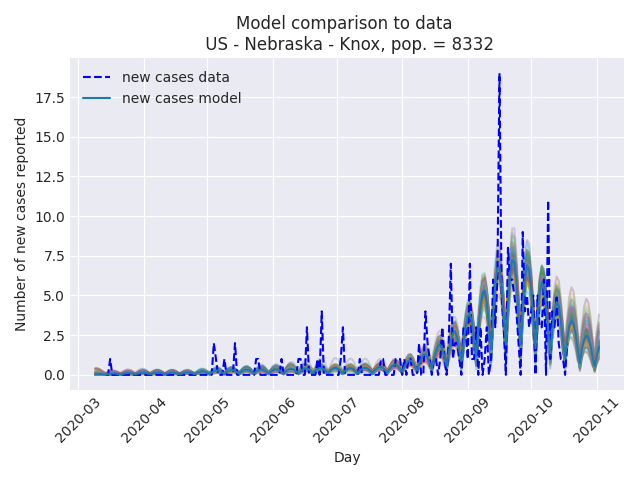 Model comparison to data
US - Nebraska - Knox, pop. = 8332
new cases data
new cases model
Number of new cases reported
17.5
15.0
12.5
10.0
7.5
5.0
2.5
0.0
2020-03
2020-04
2020-05
2020-06
2020-07
2020-08
2020-09
2020-10
2020-11
Day